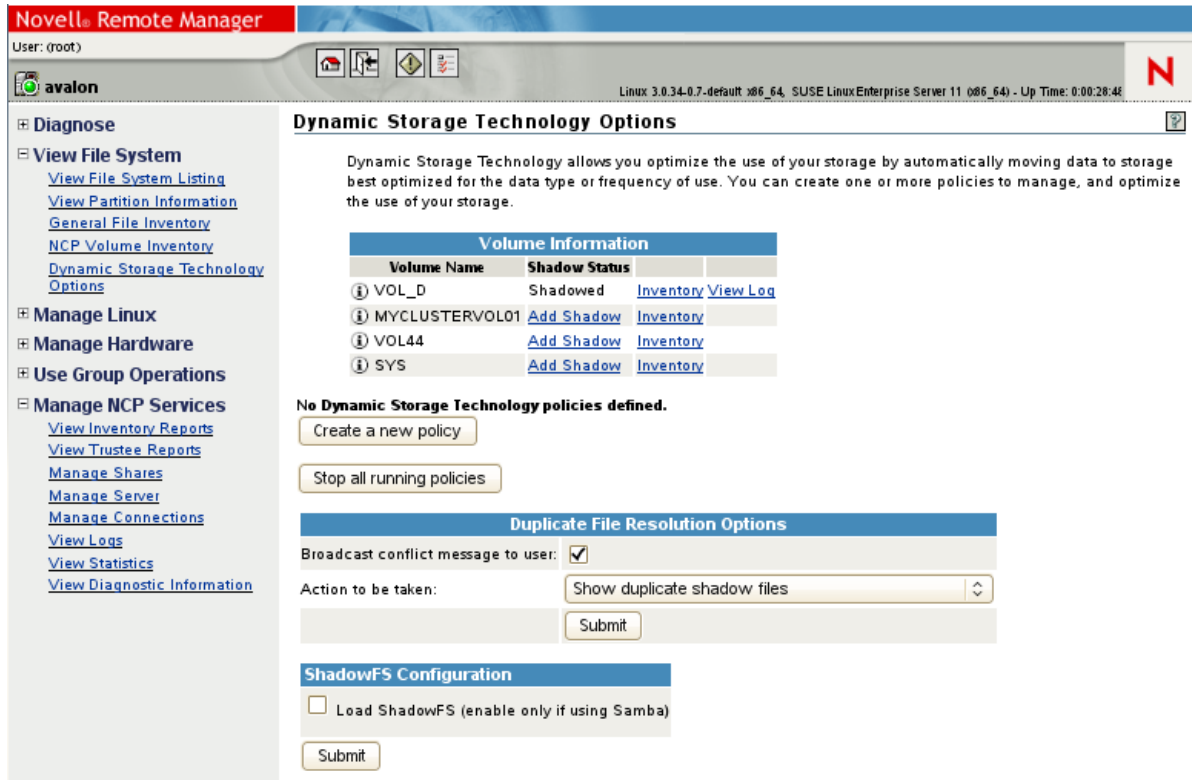 Novell® Remote Manager
User: (root)
avalon
Linux 3.0.34-0.7-default x86_64, SUSE Linux Enterprise Server 11 (x86_64) - Up Time: 0:00:28:48
Diagnose
View File System
View File System Listing
View Partition Information
General File Inventory
NCP Volume Inventory
Dynamic Storage Technology
Options
Manage Linux
Manage Hardware
Use Group Operations
Manage NCP Services
View Inventory Reports
View Trustee Reports
Manage Shares
Manage Server
Manage Connections
View Logs
View Statistics
View Diagnostic Information
Dynamic Storage Technology Options
?
Dynamic Storage Technology allows you optimize the use of your storage by automatically moving data to storage
best optimized for the data type or frequency of use. You can create one or more policies to manage, and optimize
the use of your storage.
Volume Information
Volume Name Shadow Status
VOL_D Shadowed Inventory View Log
MYCLUSTERVOL01 Add Shadow Inventory
VOL44 Add Shadow Inventory
SYS Add Shadow Inventory
No Dynamic Storage Technology policies defined.
Create a new policy
Stop all running policies
Duplicate File Resolution Options
Broadcast conflict message to user:
Action to be taken: Show duplicate shadow files
Submit
ShadowFS Configuration
Load ShadowFS (enable only if using Samba)
Submit